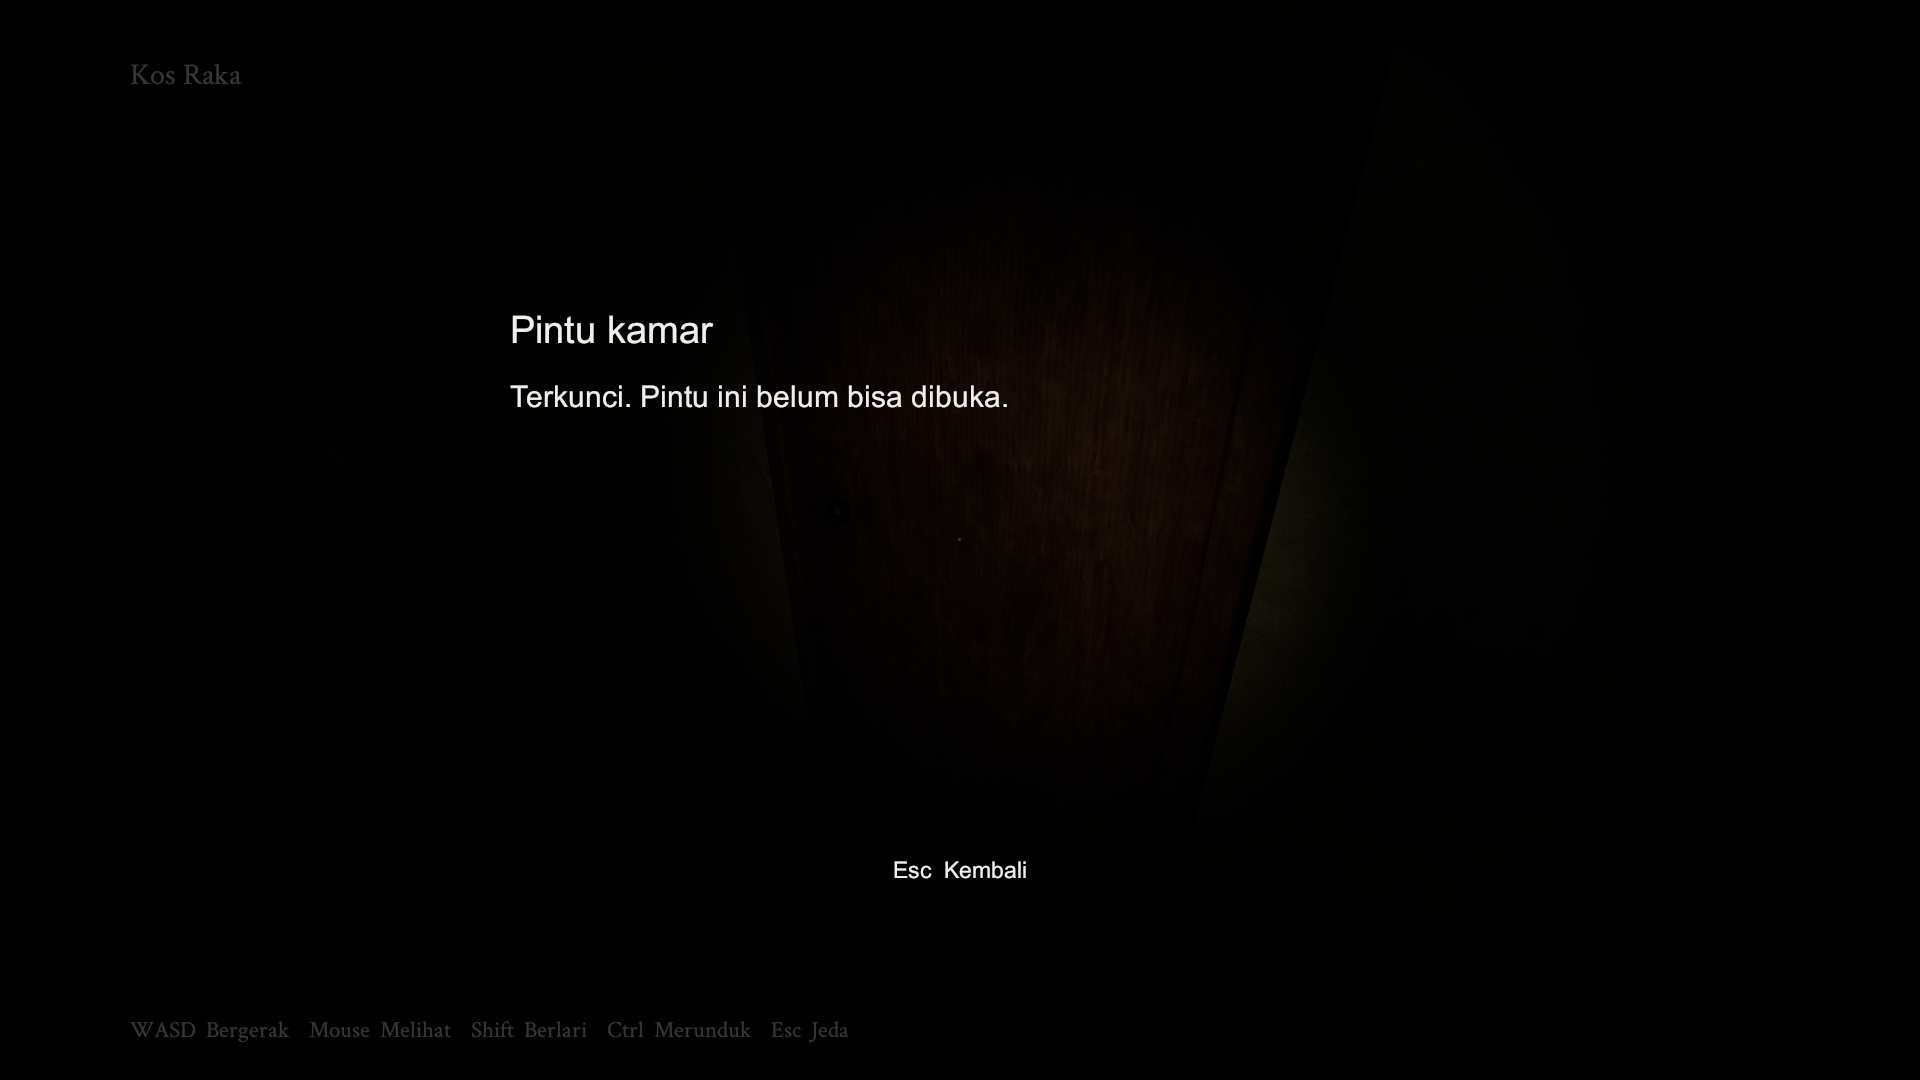 Kos Raka
Pintu kamar
Terkunci. Pintu ini belum bisa dibuka.
Esc Kembali
WASD Bergerak Mouse Melihat Shift Berlari Ctrl Merunduk Esc Jeda